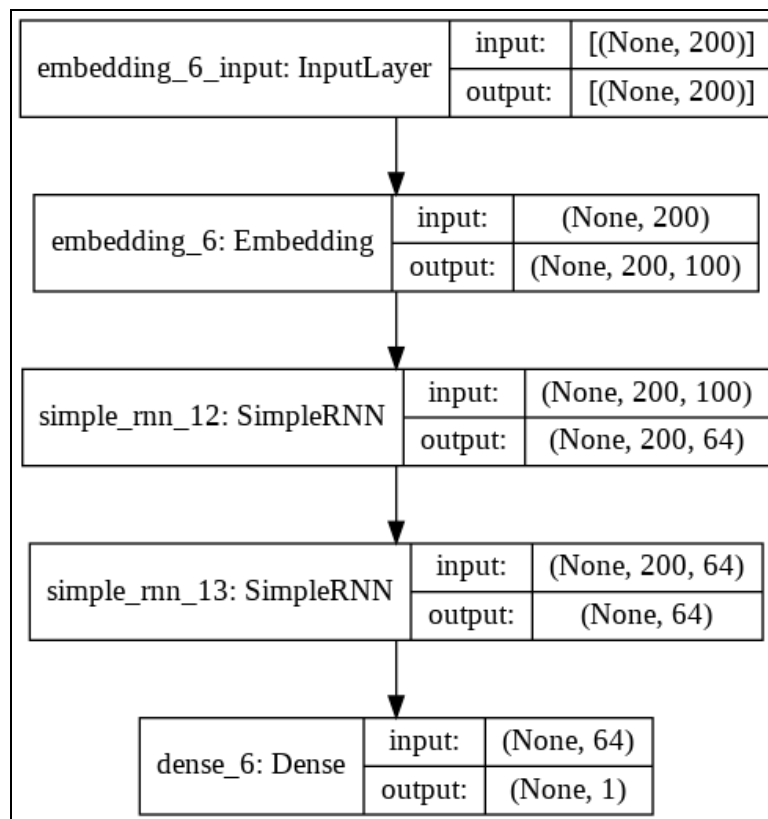 embedding_6_input: InputLayer
input: [(None, 200)]
output: [(None, 200)]
embedding_6: Embedding
input: (None, 200)
output: (None, 200, 100)
simple_rnn_12: SimpleRNN
input: (None, 200, 100)
output: (None, 200, 64)
simple_rnn_13: SimpleRNN
input: (None, 200, 64)
output: (None, 64)
dense_6: Dense
input: (None, 64)
output: (None, 1)